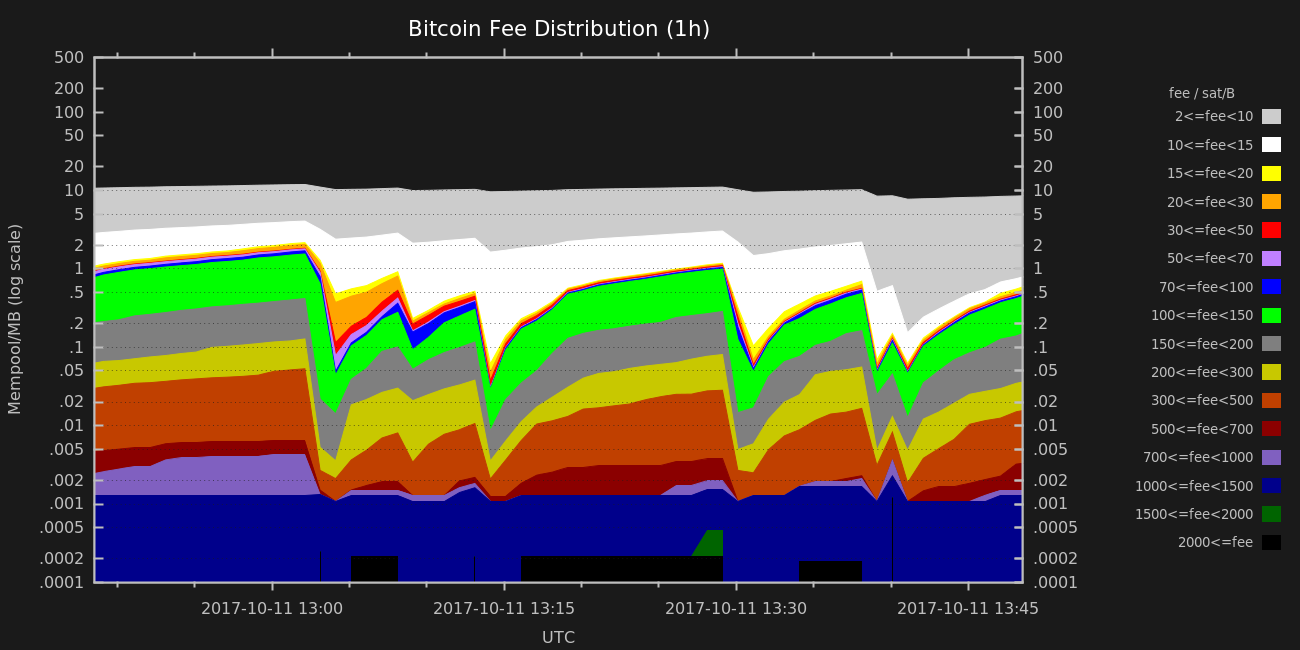 Bitcoin Fee Distribution (1h)
500 500
200 200
100 100
50 50
20 20
10 10
5 5
2 2
1 1
.5 .5
.2 .2
.1 .1
.05 .05
.02 .02
.01 .01
.005 .005
.002 .002
.001 .001
.0005 .0005
.0002 .0002
.0001 .0001
Mempool/MB (log scale)
2017-10-11 13:00 2017-10-11 13:15 2017-10-11 13:30 2017-10-11 13:45
UTC
fee / sat/B
2<=fee<10
10<=fee<15
15<=fee<20
20<=fee<30
30<=fee<50
50<=fee<70
70<=fee<100
100<=fee<150
150<=fee<200
200<=fee<300
300<=fee<500
500<=fee<700
700<=fee<1000
1000<=fee<1500
1500<=fee<2000
2000<=fee